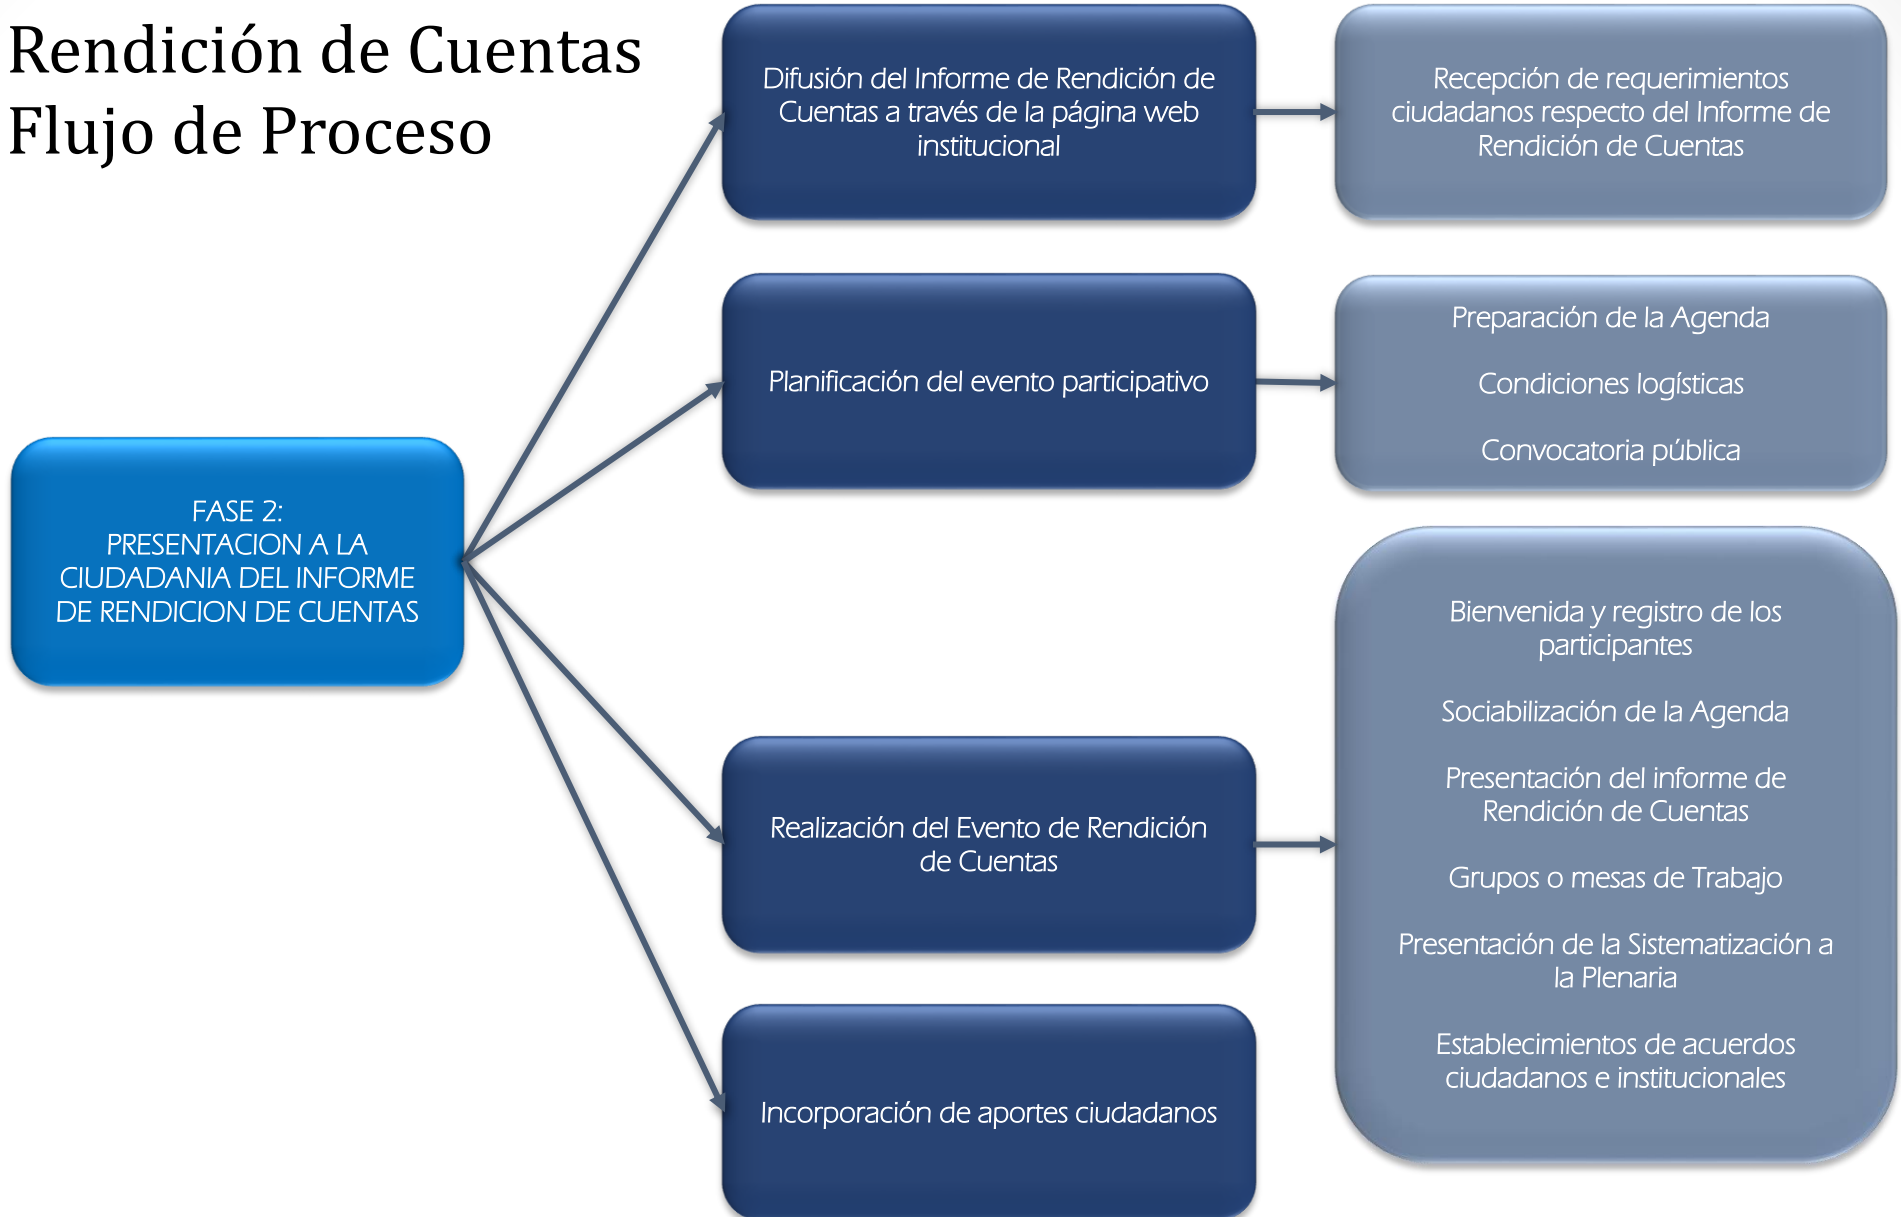 Rendición de Cuentas
Flujo de Proceso
FASE 2:
PRESENTACION A LA
CIUDADANIA DEL INFORME
DE RENDICION DE CUENTAS
Difusión del Informe de Rendición de
Cuentas a través de la página web
institucional
Recepción de requerimientos
ciudadanos respecto del Informe de
Rendición de Cuentas
Planificación del evento participativo
Preparación de la Agenda
Condiciones logísticas
Convocatoria pública
Realización del Evento de Rendición
de Cuentas
Bienvenida y registro de los
participantes
Sociabilización de la Agenda
Presentación del informe de
Rendición de Cuentas
Grupos o mesas de Trabajo
Presentación de la Sistematización a
la Plenaria
Establecimientos de acuerdos
ciudadanos e institucionales
Incorporación de aportes ciudadanos